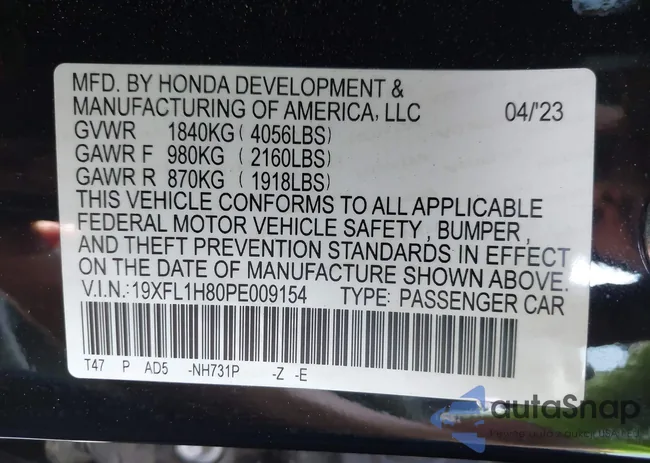 MFD. BY HONDA DEVELOPMENT &
MANUFACTURING OF AMERICA, LLC 04/'23
GVWR 1840KG ( 4056LBS)
GAWR F 980KG ( 2160LBS)
GAWR R 870KG ( 1918LBS)
THIS VEHICLE CONFORMS TO ALL APPLICABLE
FEDERAL MOTOR VEHICLE SAFETY, BUMPER,
AND THEFT PREVENTION STANDARDS IN EFFECT
ON THE DATE OF MANUFACTURE SHOWN ABOVE.
V.I.N.:19XFL1H80PE009154 TYPE: PASSENGER CAR
T47 P AD5 -NH731P -Z -E
autaSnap